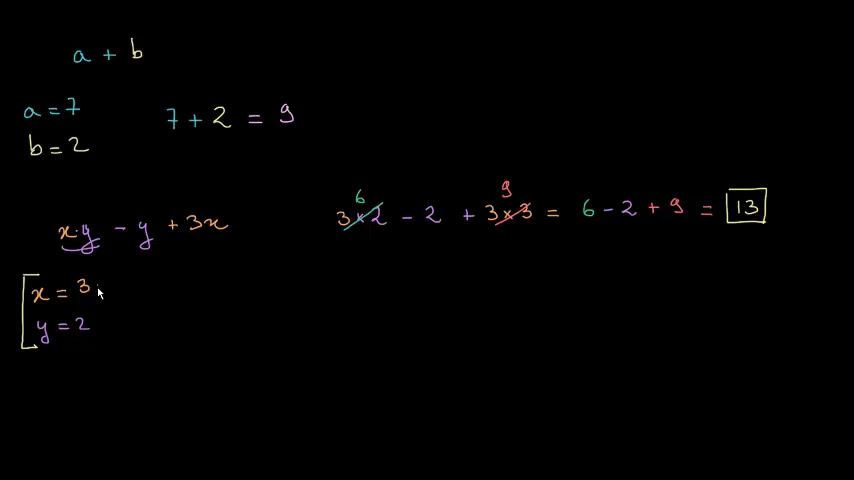 a + b
a = 7
b = 2
7 + 2 = 9
x·y - y + 3x
6 9
3×2 - 2 + 3×3 = 6 - 2 + 9 = 13
x = 3
y = 2